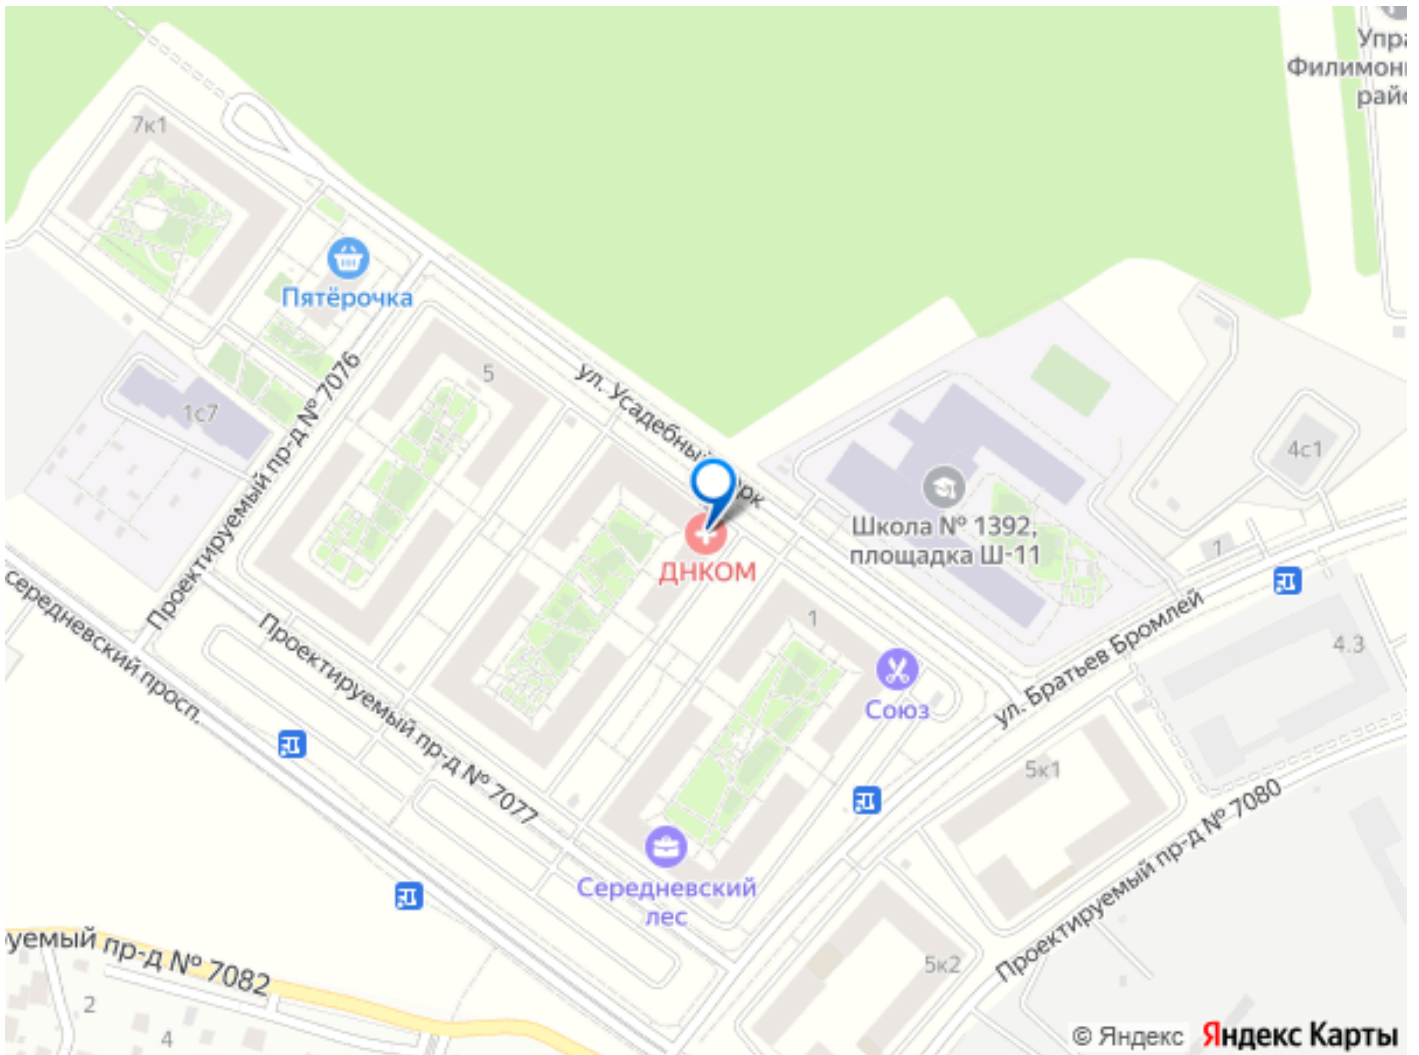 Упра
Филимон
райо
7к1
Пятёрочка
5
ул. Усадебный парк
1с7
Проектируемый пр-д № 7076
4с1
Школа № 1392,
площадка Ш-11
ДНКОМ
1
1
4.3
середневский просп.
Проектируемый пр-д № 7077
ул. Братьев Бромлей
Союз
5к1
Проектируемый пр-д № 7080
Середневский
лес
5к2
уемый пр-д № 7082
2
4
© Яндекс Яндекс Карты